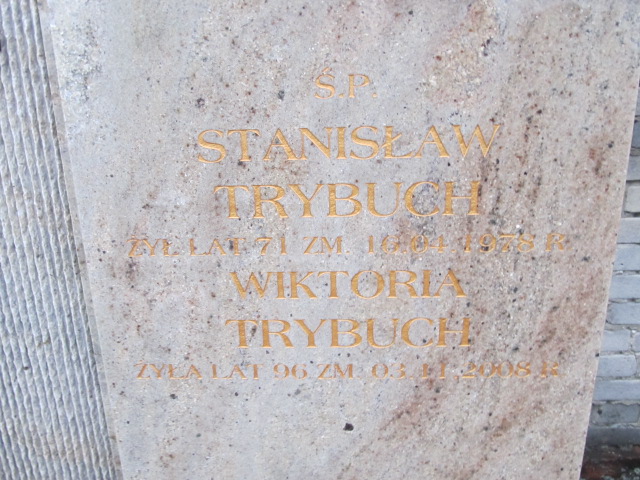 Ś.P.
STANISŁAW
TRYBUCH
ŻYŁ LAT 71 ZM. 16.04.1978 R.
WIKTORIA
TRYBUCH
ŻYŁA LAT 96 ZM. 03.11.2008 R.